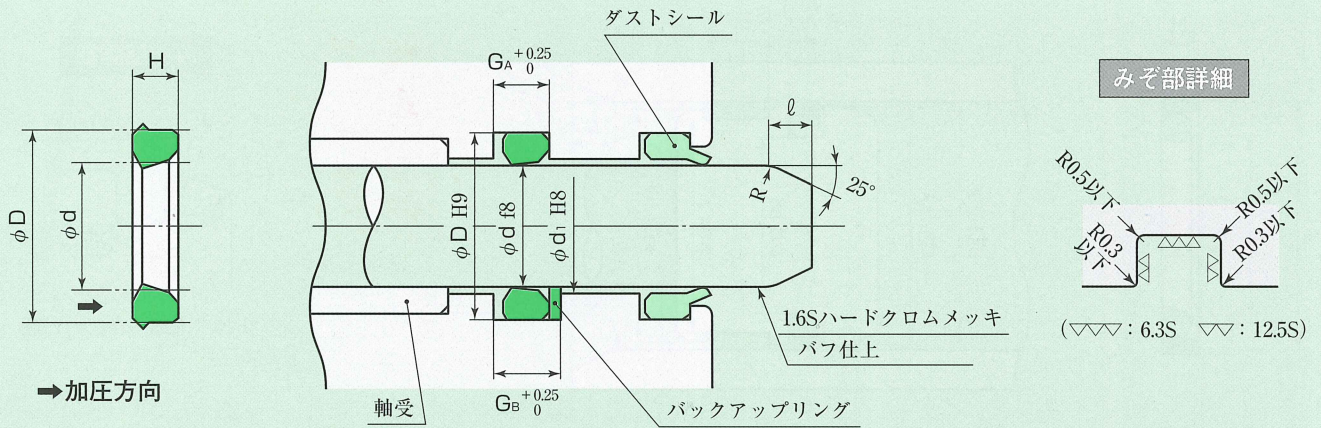 H
φD
φd
➡加圧方向
ダストシール
GA +0.25 0
φD H9
φd f8
φd1 H8
ℓ
R
25°
1.6Sハードクロムメッキ
バフ仕上
GB +0.25 0
軸受
バックアップリング
みぞ部詳細
R0.5以下
R0.5以下
R0.3
以下
R0.3以下
(▽▽▽: 6.3S ▽▽: 12.5S)